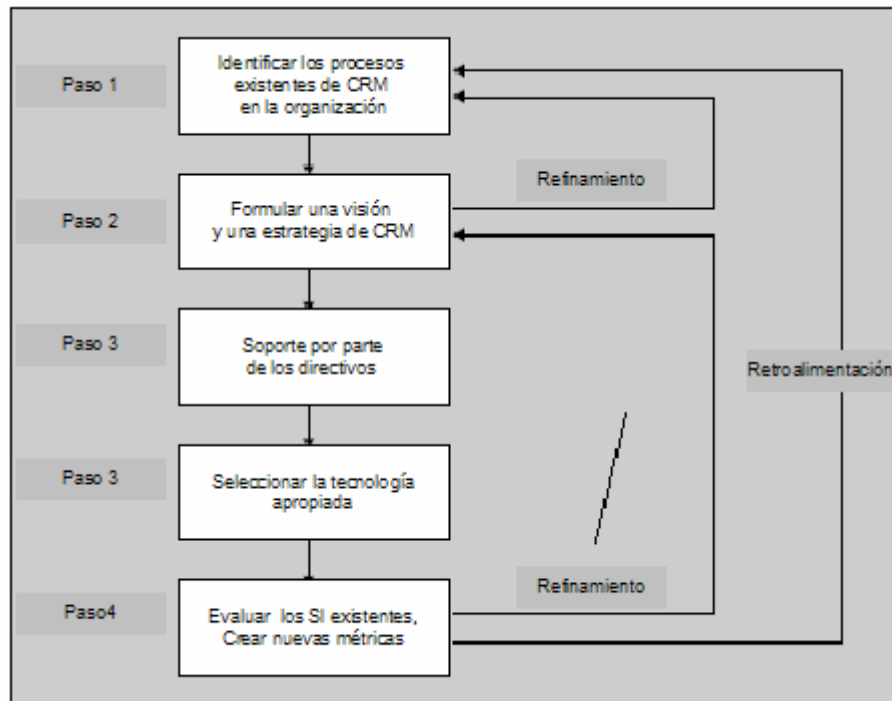 Paso 1
Identificar los procesos
existentes de CRM
en la organización
Refinamiento
Paso 2
Formular una visión
y una estrategia de CRM
Paso 3
Soporte por parte
de los directivos
Retroalimentación
Paso 3
Seleccionar la tecnología
apropiada
Refinamiento
Paso4
Evaluar los SI existentes,
Crear nuevas métricas